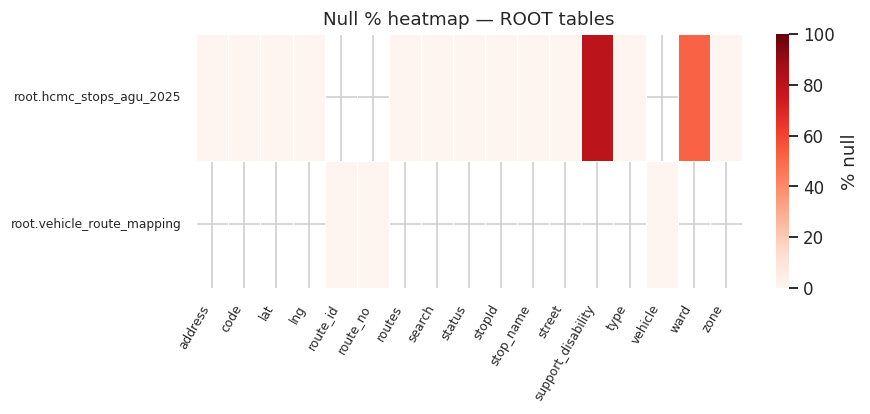 Null % heatmap — ROOT tables
root.hcmc_stops_agu_2025
root.vehicle_route_mapping
address
code
lat
lng
route_id
route_no
routes
search
status
stopId
stop_name
street
support_disability
type
vehicle
ward
zone
100
80
60
40
20
0
% null